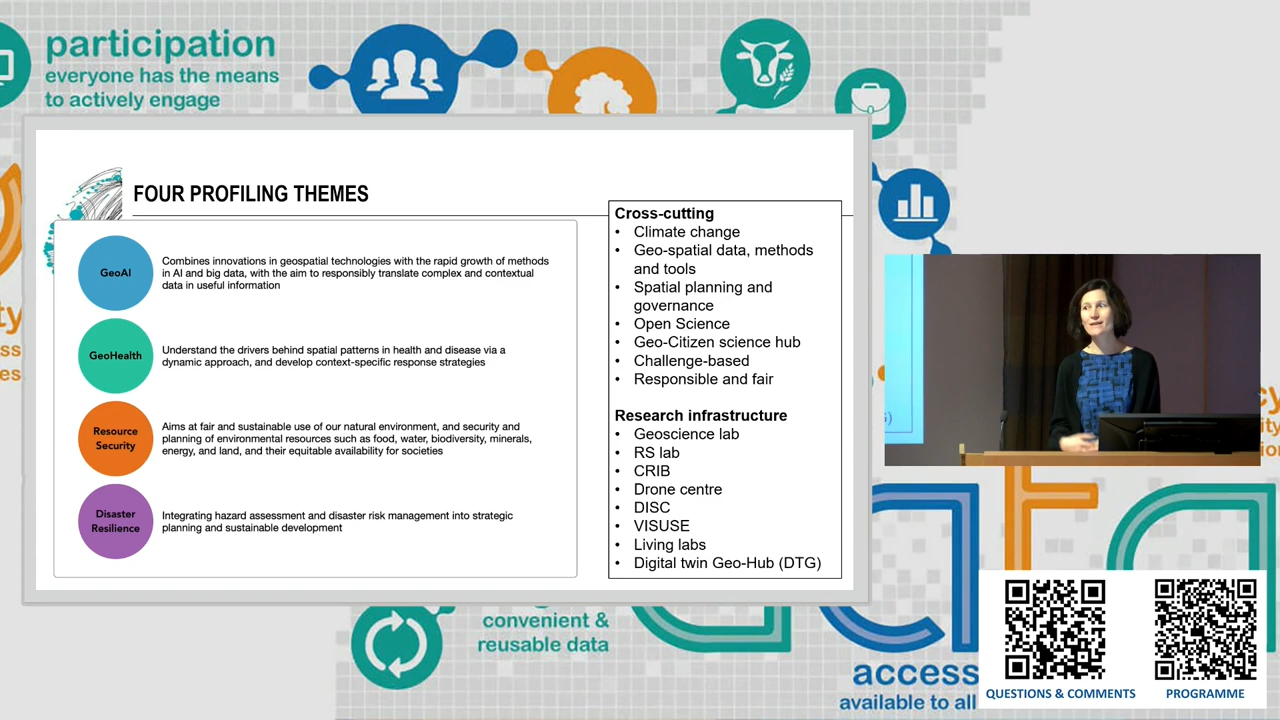 participation
everyone has the means
to actively engage
FOUR PROFILING THEMES
GeoAI
Combines innovations in geospatial technologies with the rapid growth of methods
in AI and big data, with the aim to responsibly translate complex and contextual
data in useful information
GeoHealth
Understand the drivers behind spatial patterns in health and disease via a
dynamic approach, and develop context-specific response strategies
Resource
Security
Aims at fair and sustainable use of our natural environment, and security and
planning of environmental resources such as food, water, biodiversity, minerals,
energy, and land, and their equitable availability for societies
Disaster
Resilience
Integrating hazard assessment and disaster risk management into strategic
planning and sustainable development
Cross-cutting
• Climate change
• Geo-spatial data, methods
and tools
• Spatial planning and
governance
• Open Science
• Geo-Citizen science hub
• Challenge-based
• Responsible and fair
Research infrastructure
• Geoscience lab
• RS lab
• CRIB
• Drone centre
• DISC
• VISUSE
• Living labs
• Digital twin Geo-Hub (DTG)
convenient &
reusable data
access
available to all
QUESTIONS & COMMENTS
PROGRAMME